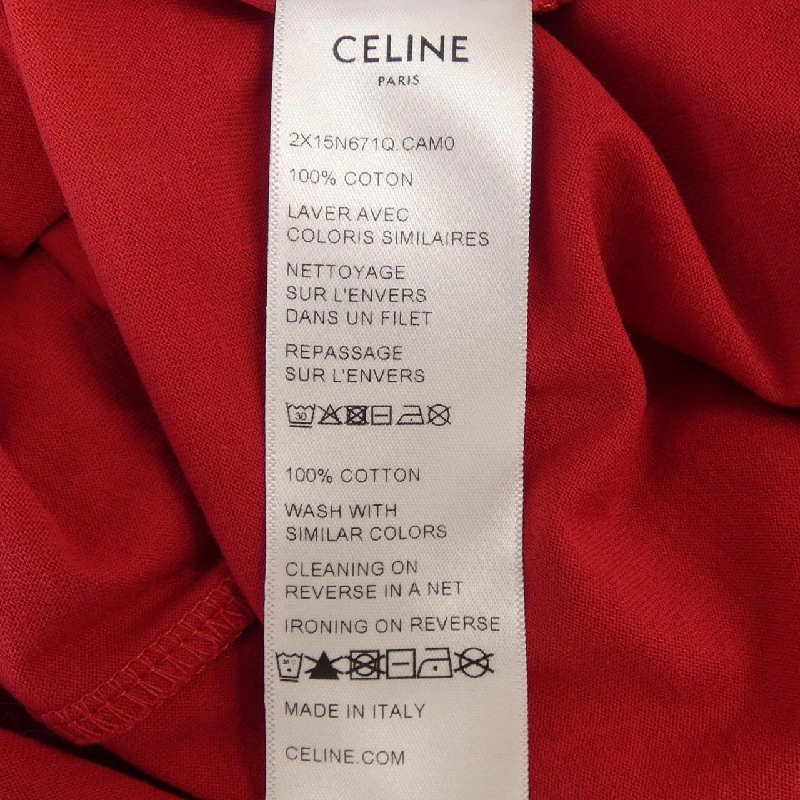 CELINE
PARIS
2X15N671Q.CAM0
100% COTON
LAVER AVEC
COLORIS SIMILAIRES
NETTOYAGE
SUR L'ENVERS
DANS UN FILET
REPASSAGE
SUR L'ENVERS
30
100% COTTON
WASH WITH
SIMILAR COLORS
CLEANING ON
REVERSE IN A NET
IRONING ON REVERSE
MADE IN ITALY
CELINE.COM